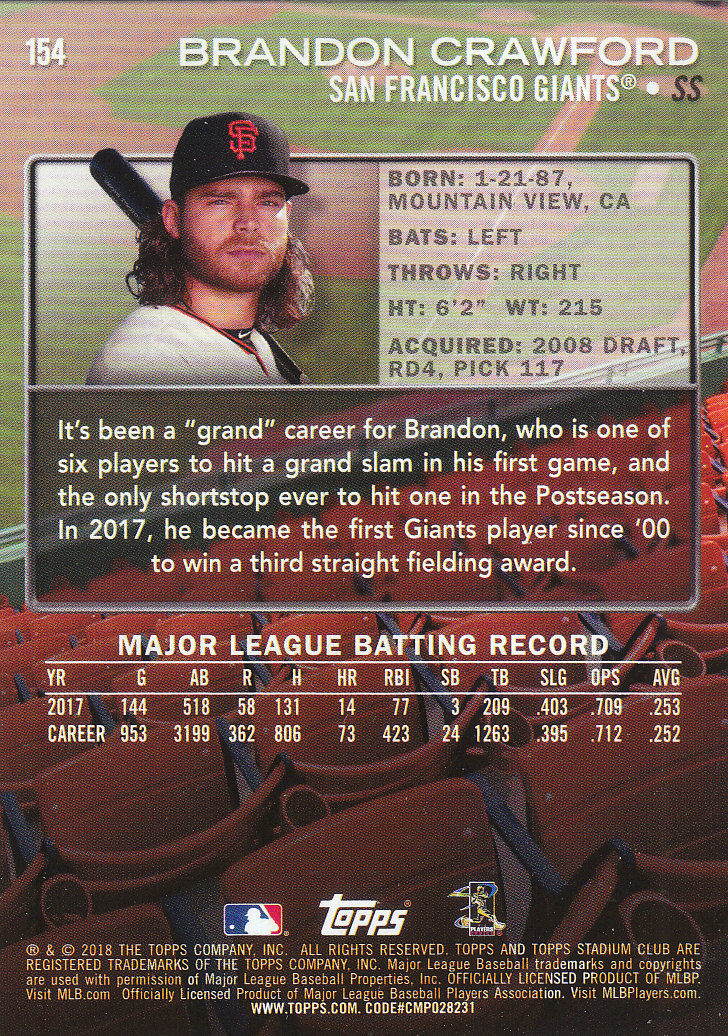 154
BRANDON CRAWFORD
SAN FRANCISCO GIANTS® • SS
SF
BORN: 1-21-87,
MOUNTAIN VIEW, CA
BATS: LEFT
THROWS: RIGHT
HT: 6'2" WT: 215
ACQUIRED: 2008 DRAFT,
RD4, PICK 117
It's been a “grand” career for Brandon, who is one of
six players to hit a grand slam in his first game, and
the only shortstop ever to hit one in the Postseason.
In 2017, he became the first Giants player since ‘00
to win a third straight fielding award.
MAJOR LEAGUE BATTING RECORD
YR G AB R H HR RBI SB TB SLG OPS AVG
2017 144 518 58 131 14 77 3 209 .403 .709 .253
CAREER 953 3199 362 806 73 423 24 1263 .395 .712 .252
topps®
PLAYERS
® & © 2018 THE TOPPS COMPANY, INC. ALL RIGHTS RESERVED. TOPPS AND TOPPS STADIUM CLUB ARE
REGISTERED TRADEMARKS OF THE TOPPS COMPANY, INC. Major League Baseball trademarks and copyrights
are used with permission of Major League Baseball Properties, Inc. OFFICIALLY LICENSED PRODUCT OF MLBP.
Visit MLB.com Officially Licensed Product of Major League Baseball Players Association. Visit MLBPlayers.com.
WWW.TOPPS.COM. CODE#CMP028231